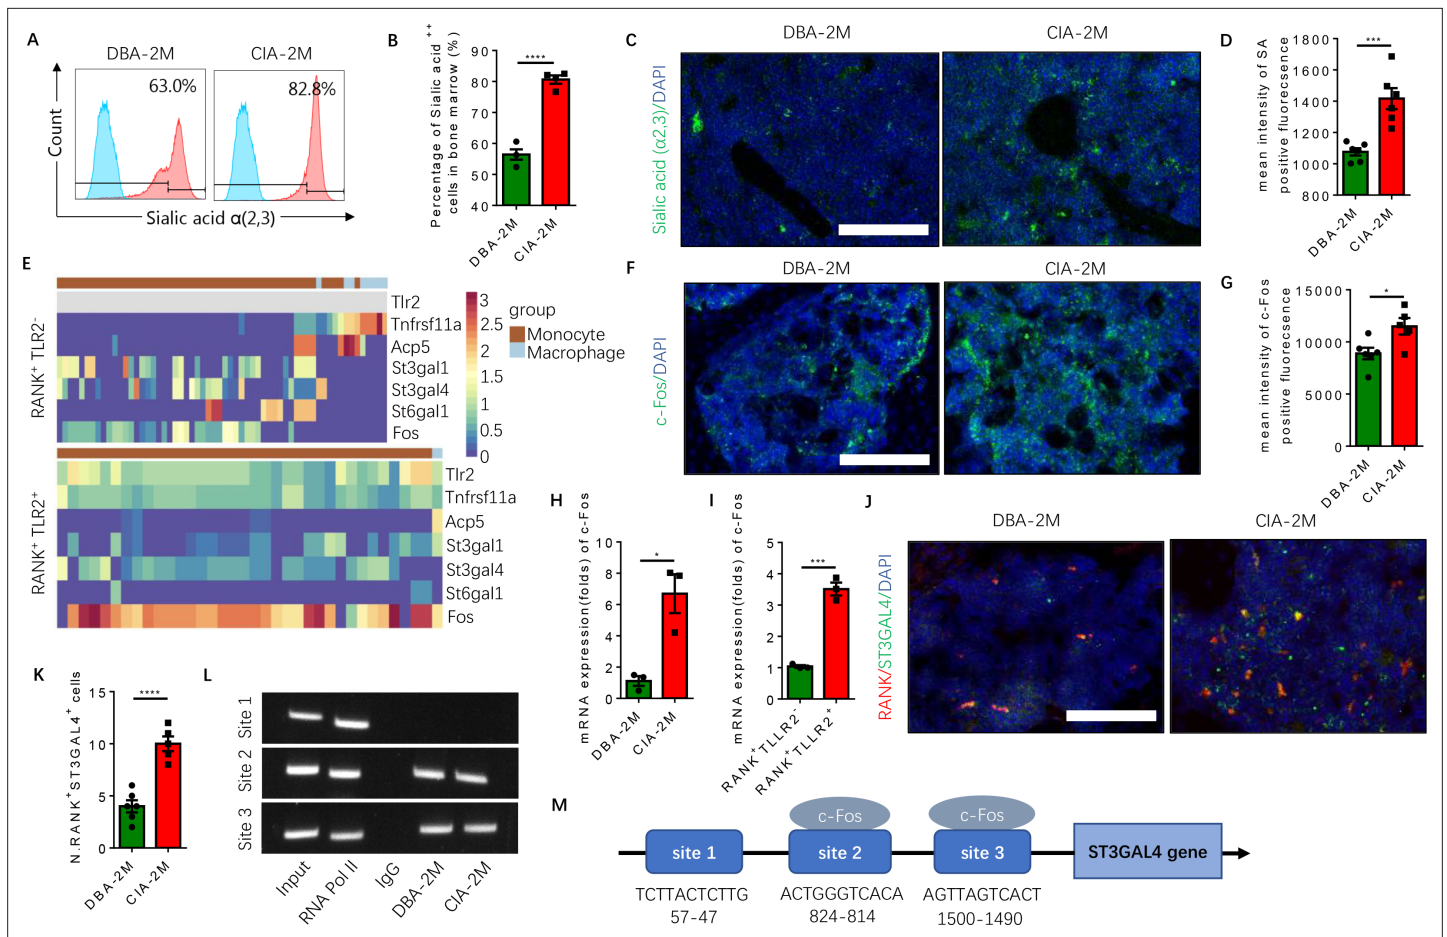 A
DBA-2M
CIA-2M
63.0%
82.8%
Count
Sialic acid α(2,3)
B
Percentage of Sialic acid ++
cells in bone marrow (%)
90
80
70
60
50
40
DBA-2M
CIA-2M
****
C
DBA-2M
CIA-2M
Sialic acid (α2,3)/DAPI
D
mean intensity of SA
positive fluoresence
1800
1600
1400
1200
1000
800
***
DBA-2M
CIA-2M
E
RANK+ TLR2-
Tlr2
Tnfrsf11a
Acp5
St3gal1
St3gal4
St6gal1
Fos
3
2.5
2
1.5
1
0.5
0
group
Monocyte
Macrophage
RANK+ TLR2+
Tlr2
Tnfrsf11a
Acp5
St3gal1
St3gal4
St6gal1
Fos
F
DBA-2M
CIA-2M
c-Fos/DAPI
G
mean intensity of c-Fos
positive fluoresence
15000
10000
5000
0
*
DBA-2M
CIA-2M
H
mRNA expression(folds) of c-Fos
10
8
6
4
2
0
*
DBA-2M
CIA-2M
I
mRNA expression(folds) of c-Fos
5
4
3
2
1
0
***
RANK+TLLR2-
RANK+TLLR2+
J
DBA-2M
CIA-2M
RANK/ST3GAL4/DAPI
K
N.RANK+ST3GAL4+ cells
15
10
5
0
****
DBA-2M
CIA-2M
L
Site 1
Site 2
Site 3
Input
RNA Pol II
IgG
DBA-2M
CIA-2M
M
c-Fos
c-Fos
site 1
site 2
site 3
ST3GAL4 gene
TCTTACTCTTG
ACTGGGTCACA
AGTTAGTCACT
57-47
824-814
1500-1490